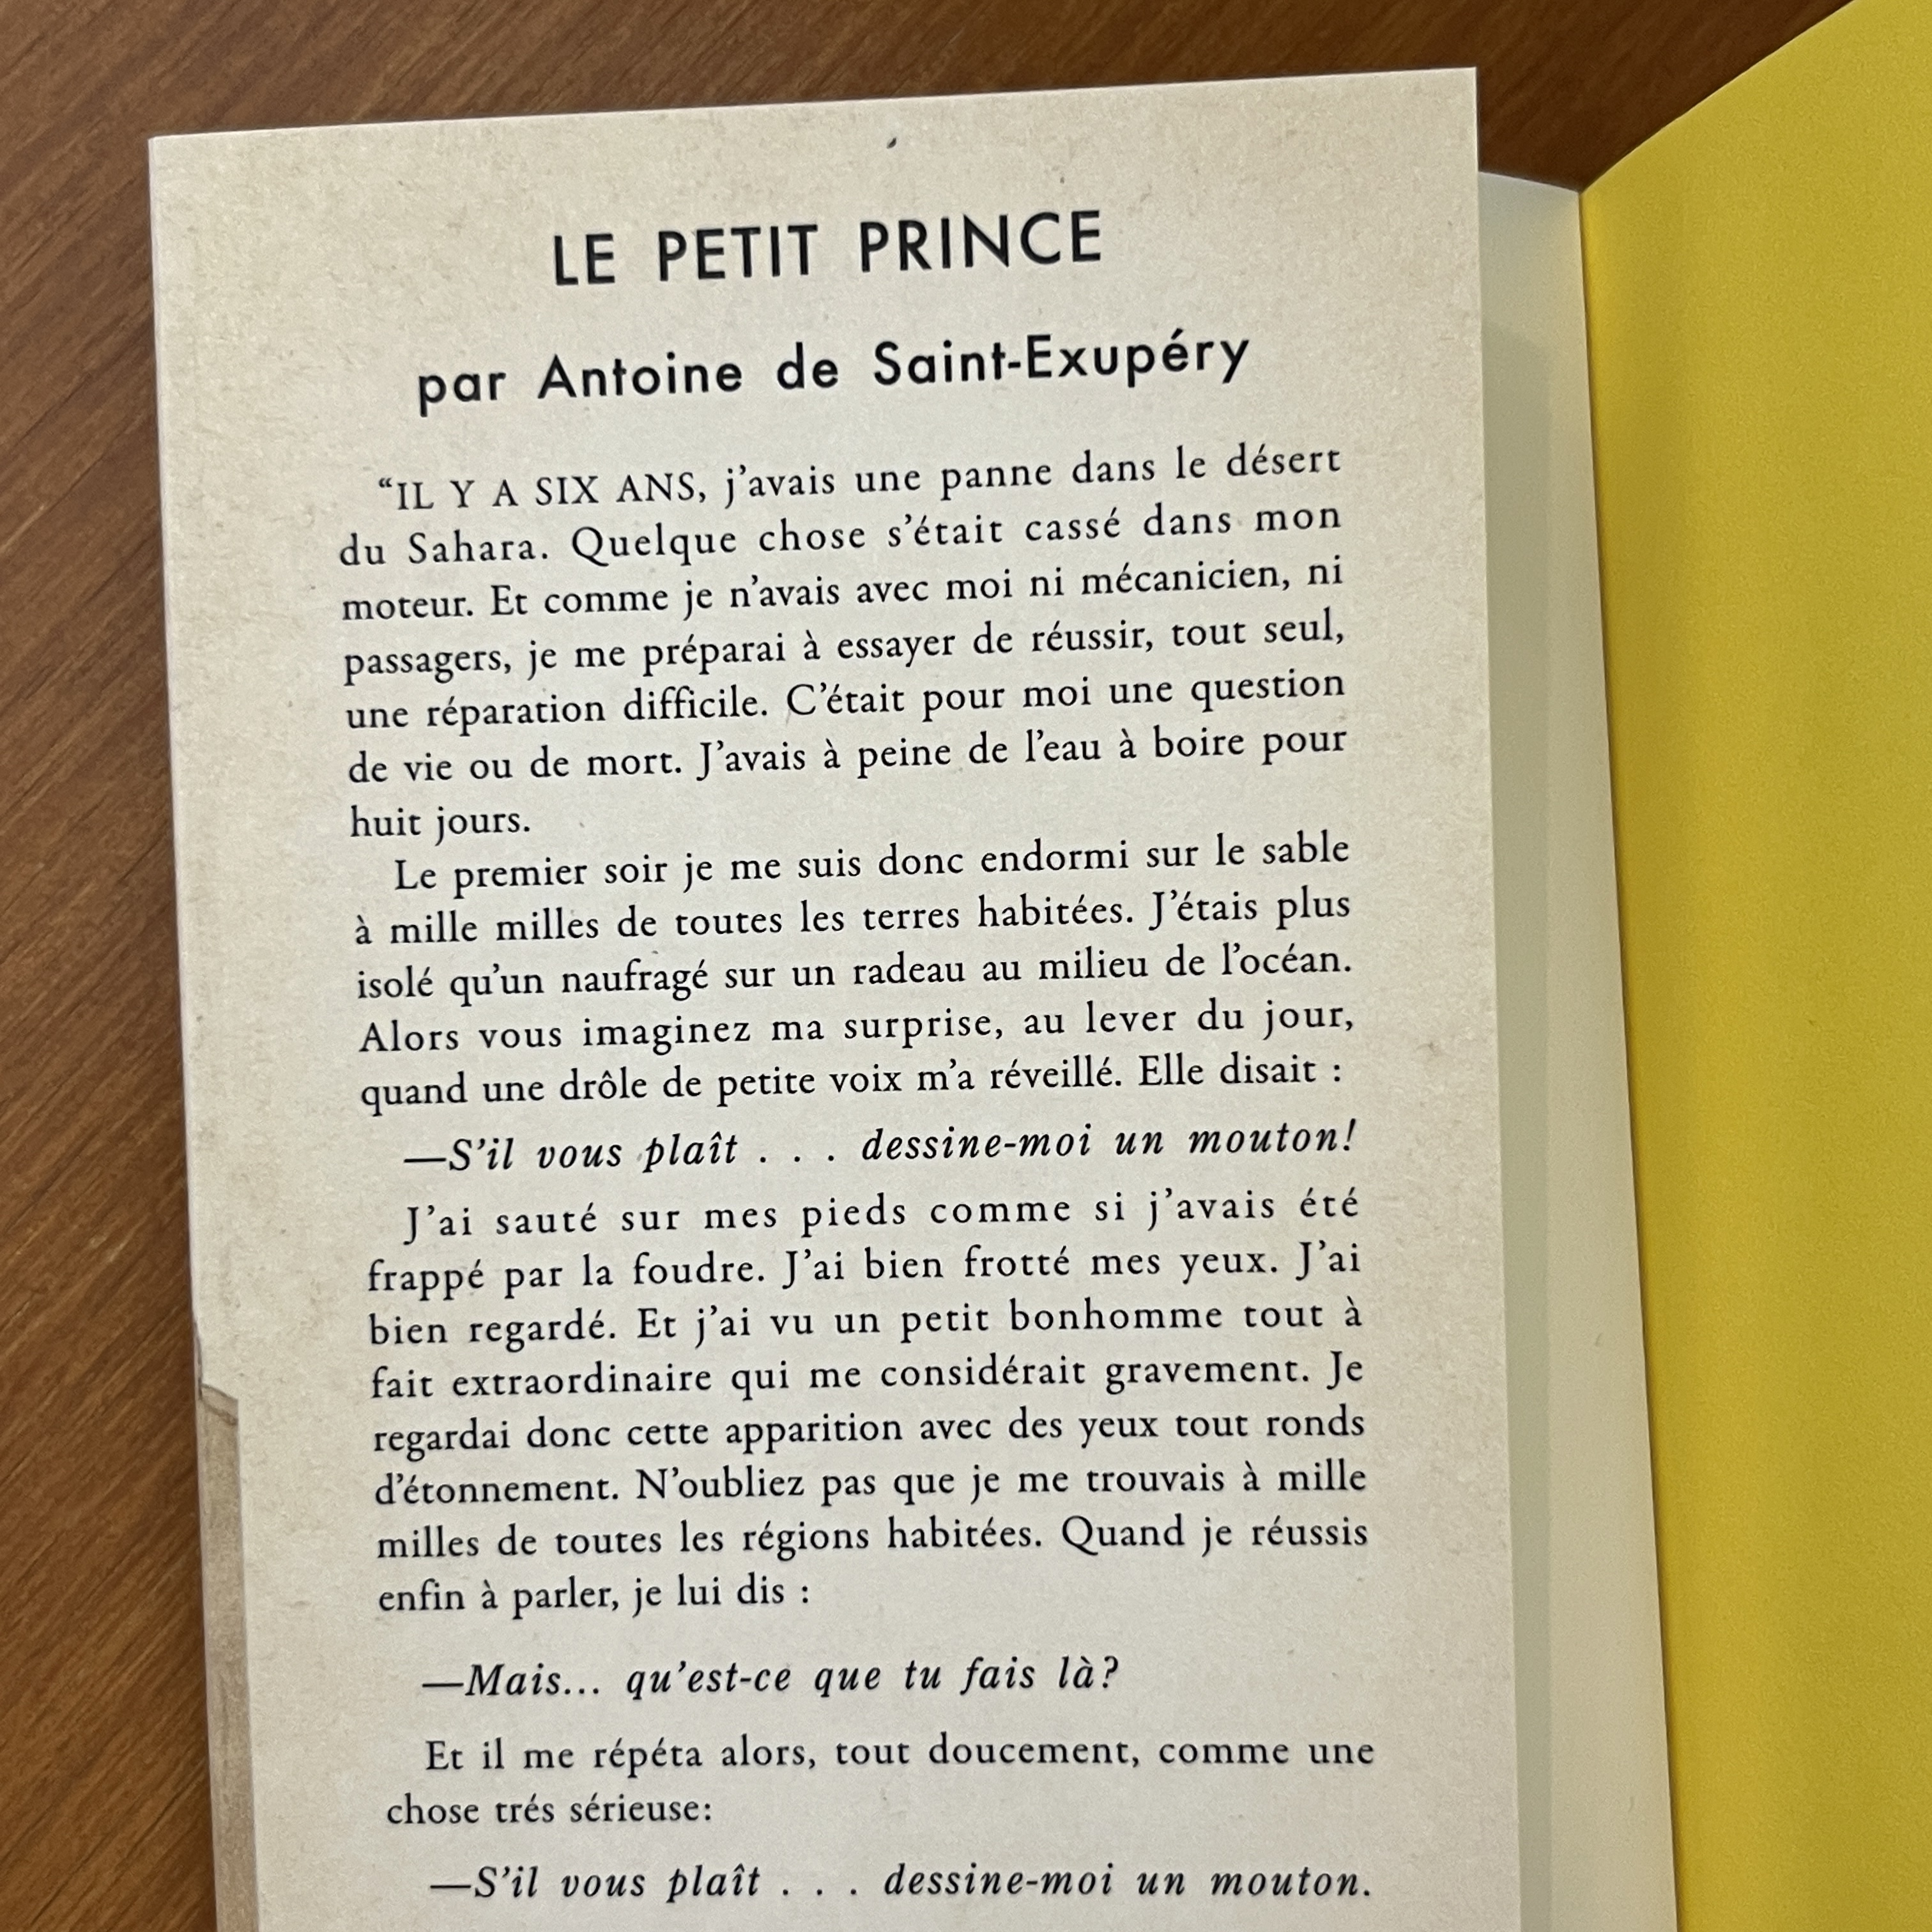 LE PETIT PRINCE
par Antoine de Saint-Exupéry
“IL Y A SIX ANS, j’avais une panne dans le désert
du Sahara. Quelque chose s’était cassé dans mon
moteur. Et comme je n’avais avec moi ni mécanicien, ni
passagers, je me préparai à essayer de réussir, tout seul,
une réparation difficile. C’était pour moi une question
de vie ou de mort. J’avais à peine de l’eau à boire pour
huit jours.
Le premier soir je me suis donc endormi sur le sable
à mille milles de toutes les terres habitées. J’étais plus
isolé qu’un naufragé sur un radeau au milieu de l’océan.
Alors vous imaginez ma surprise, au lever du jour,
quand une drôle de petite voix m’a réveillé. Elle disait :
—S’il vous plaît . . . dessine-moi un mouton!
J’ai sauté sur mes pieds comme si j’avais été
frappé par la foudre. J’ai bien frotté mes yeux. J’ai
bien regardé. Et j’ai vu un petit bonhomme tout à
fait extraordinaire qui me considérait gravement. Je
regardai donc cette apparition avec des yeux tout ronds
d’étonnement. N’oubliez pas que je me trouvais à mille
milles de toutes les régions habitées. Quand je réussis
enfin à parler, je lui dis :
—Mais... qu’est-ce que tu fais là?
Et il me répéta alors, tout doucement, comme une
chose trés sérieuse:
—S’il vous plaît . . . dessine-moi un mouton.